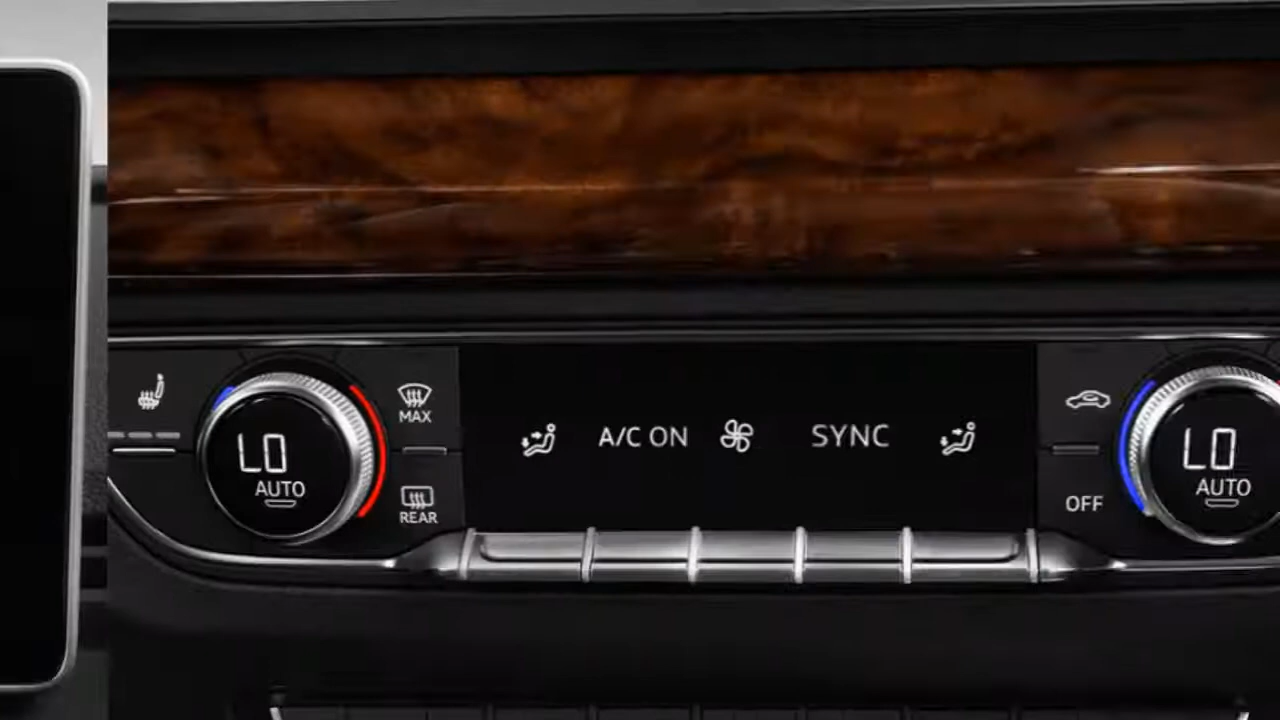 LO
AUTO
MAX
REAR
A/C ON
SYNC
OFF
LO
AUTO